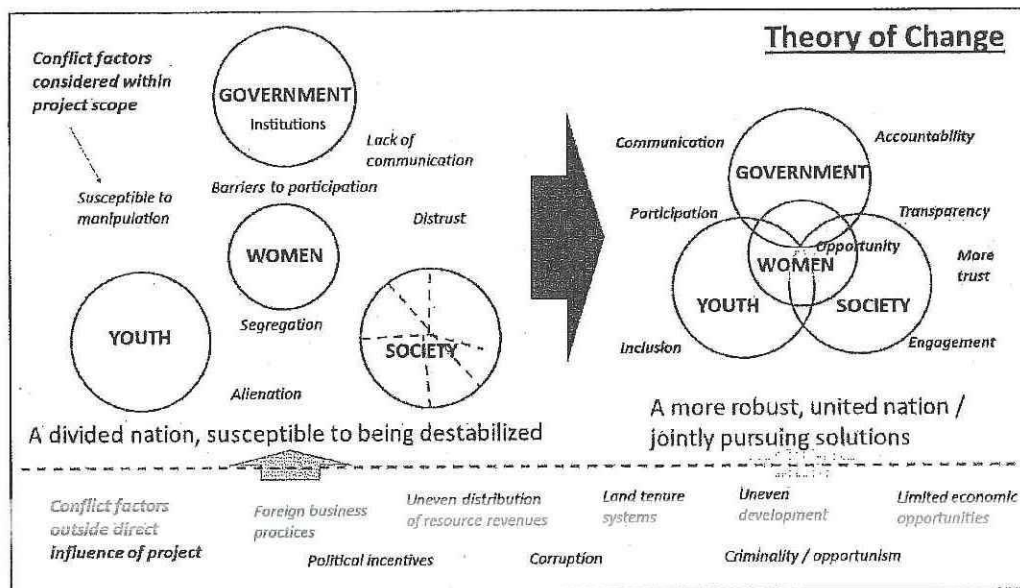 Theory of Change
Conflict factors
considered within
project scope
GOVERNMENT
Institutions
Lack of
communication
Susceptible to
manipulation
Barriers to participation
Distrust
WOMEN
YOUTH
Segregation
SOCIETY
Alienation
A divided nation, susceptible to being destabilized
Communication
Accountability
GOVERNMENT
Participation
Transparency
Opportunity
WOMEN
More
trust
YOUTH
SOCIETY
Inclusion
Engagement
A more robust, united nation /
jointly pursuing solutions
Conflict factors
outside direct
influence of project
Foreign business
practices
Uneven distribution
of resource revenues
Land tenure
systems
Uneven
development
Limited economic
opportunities
Political incentives
Corruption
Criminality / opportunism